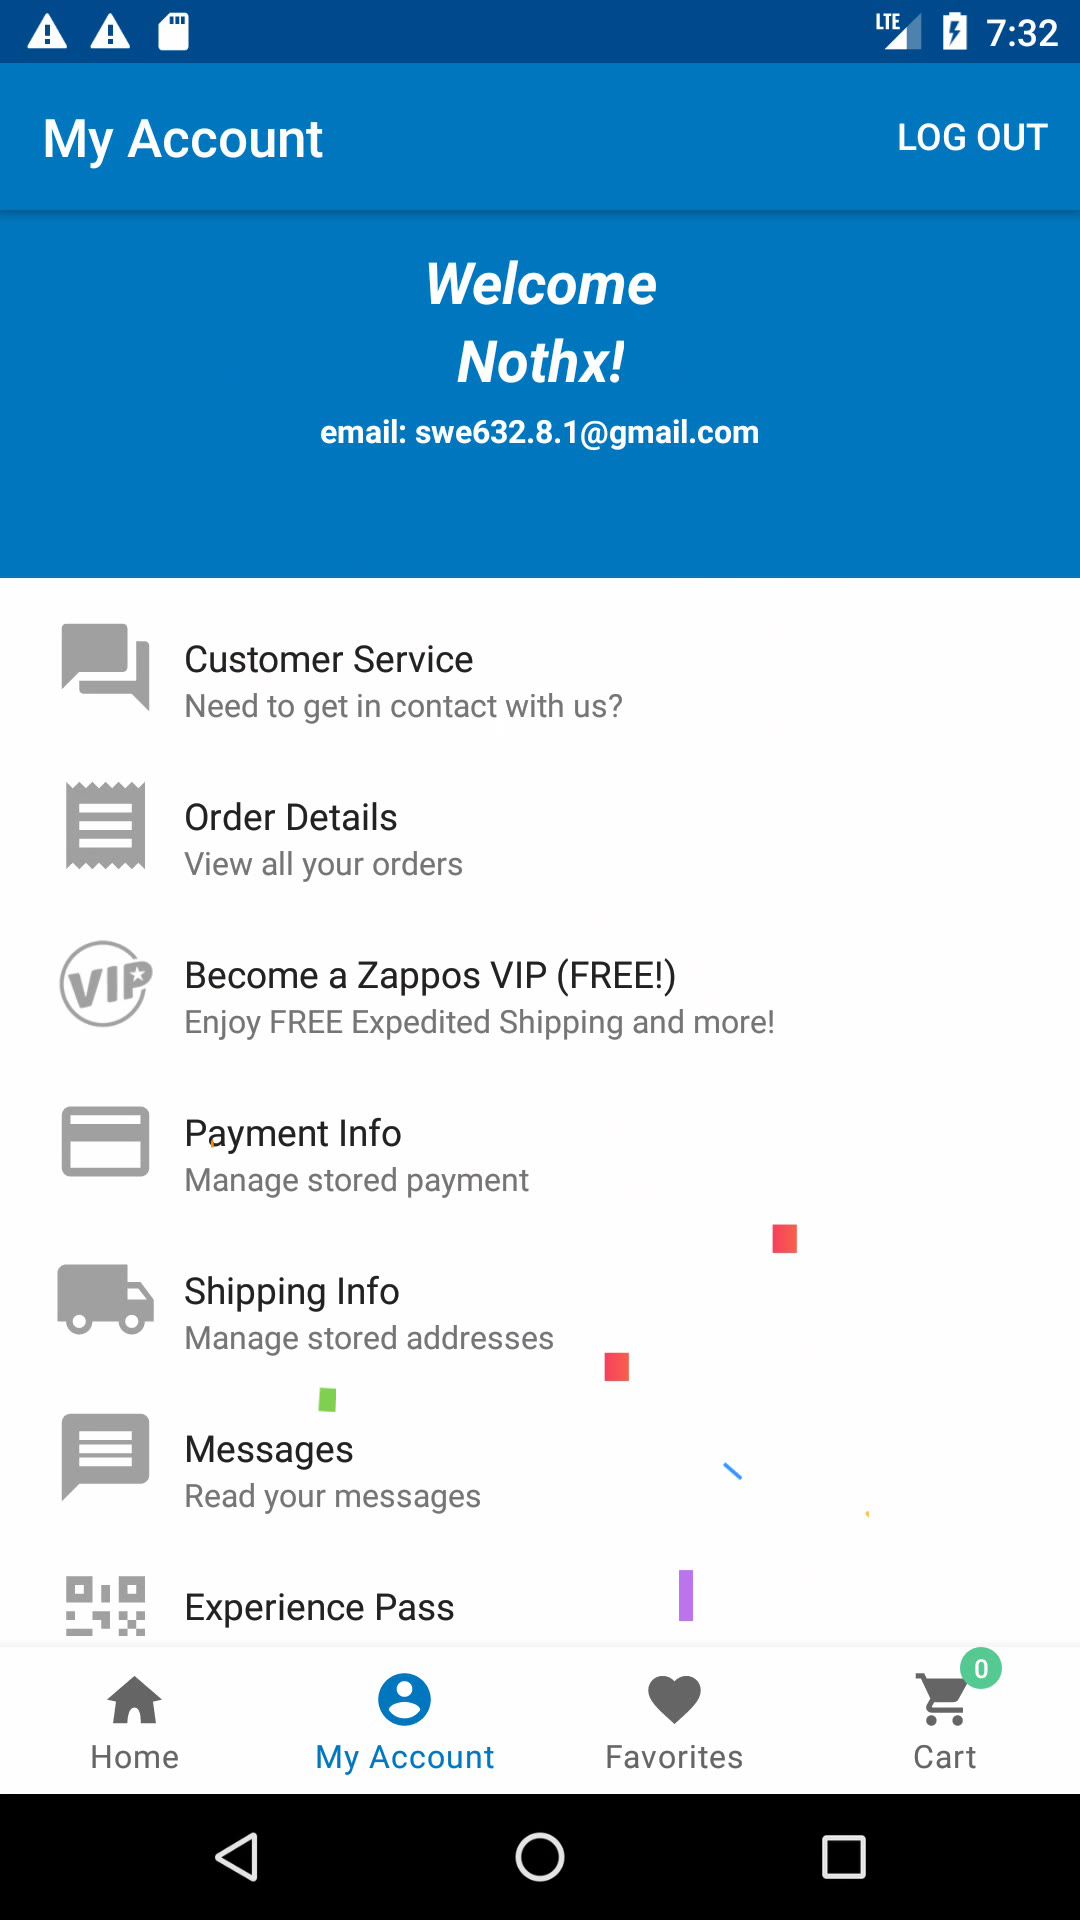 LTE 7:32
My Account LOG OUT
Welcome
Nothx!
email: swe632.8.1@gmail.com
Customer Service
Need to get in contact with us?
Order Details
View all your orders
VIP
Become a Zappos VIP (FREE!)
Enjoy FREE Expedited Shipping and more!
Payment Info
Manage stored payment
Shipping Info
Manage stored addresses
Messages
Read your messages
Experience Pass
0
Home My Account Favorites Cart